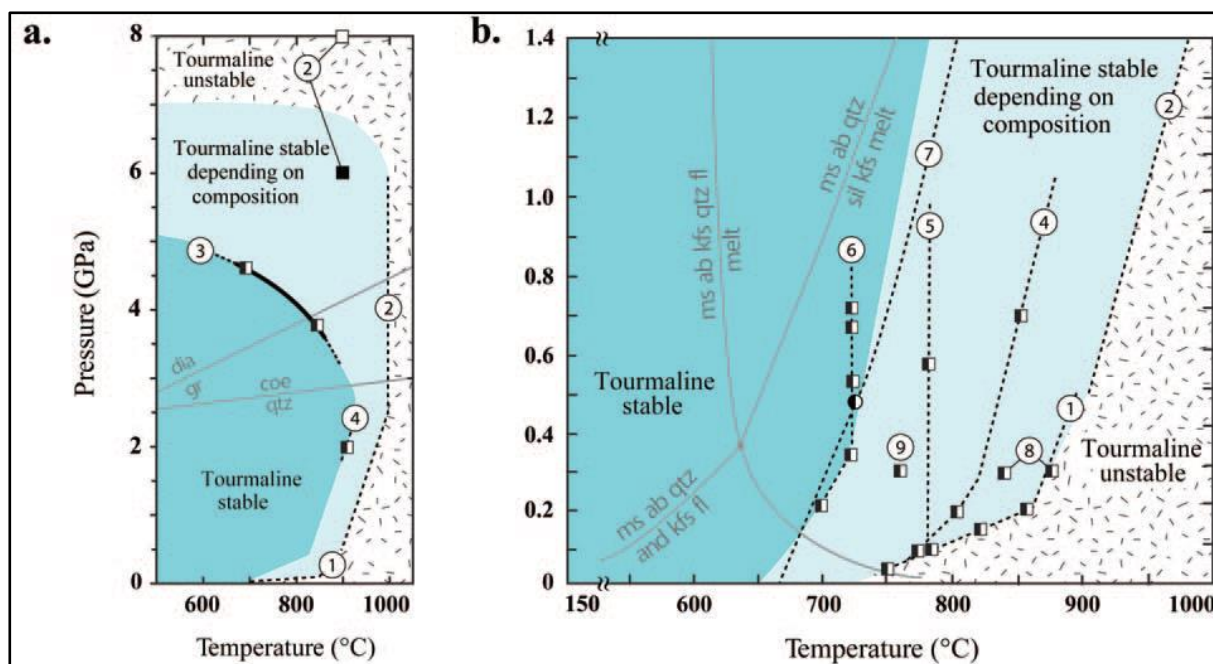 a.
8
6
4
2
0
Pressure (GPa)
600
800
1000
Temperature (°C)
Tourmaline
unstable
2
Tourmaline stable
depending on
composition
3
2
dia
gr
coe
qtz
4
Tourmaline
stable
1
b.
1.4
1.2
1.0
0.8
0.6
0.4
0.2
0
150
600
700
800
900
1000
Temperature (°C)
Tourmaline stable
depending on
composition
2
ms ab qtz
sil kfs melt
7
ms ab kfs qtz fl
melt
6
5
4
Tourmaline
stable
1
9
8
Tourmaline
unstable
ms ab qtz
and kfs fl